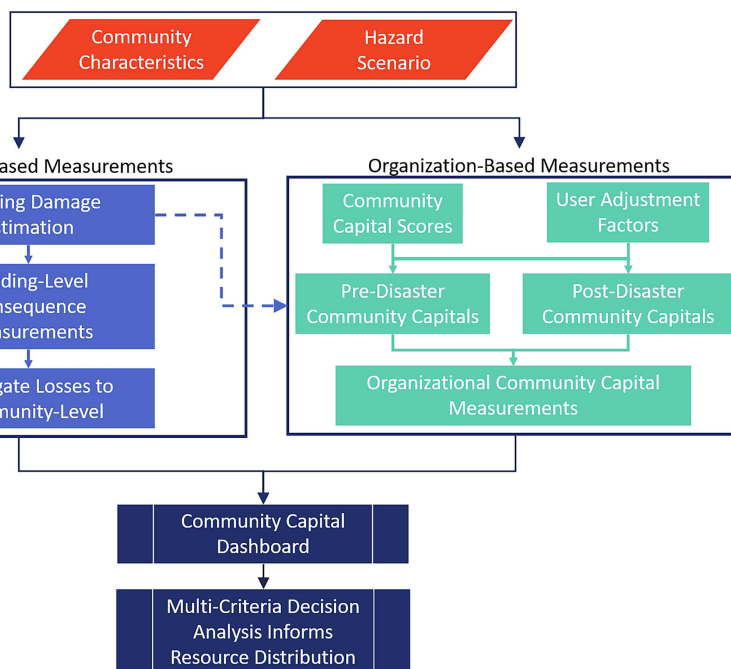 Community
Characteristics
Hazard
Scenario
ased Measurements
ing Damage
timation
ding-Level
nsequence
asurements
gate Losses to
munity-Level
Organization-Based Measurements
Community
Capital Scores
User Adjustment
Factors
Pre-Disaster
Community Capitals
Post-Disaster
Community Capitals
Organizational Community Capital
Measurements
Community Capital
Dashboard
Multi-Criteria Decision
Analysis Informs
Resource Distribution